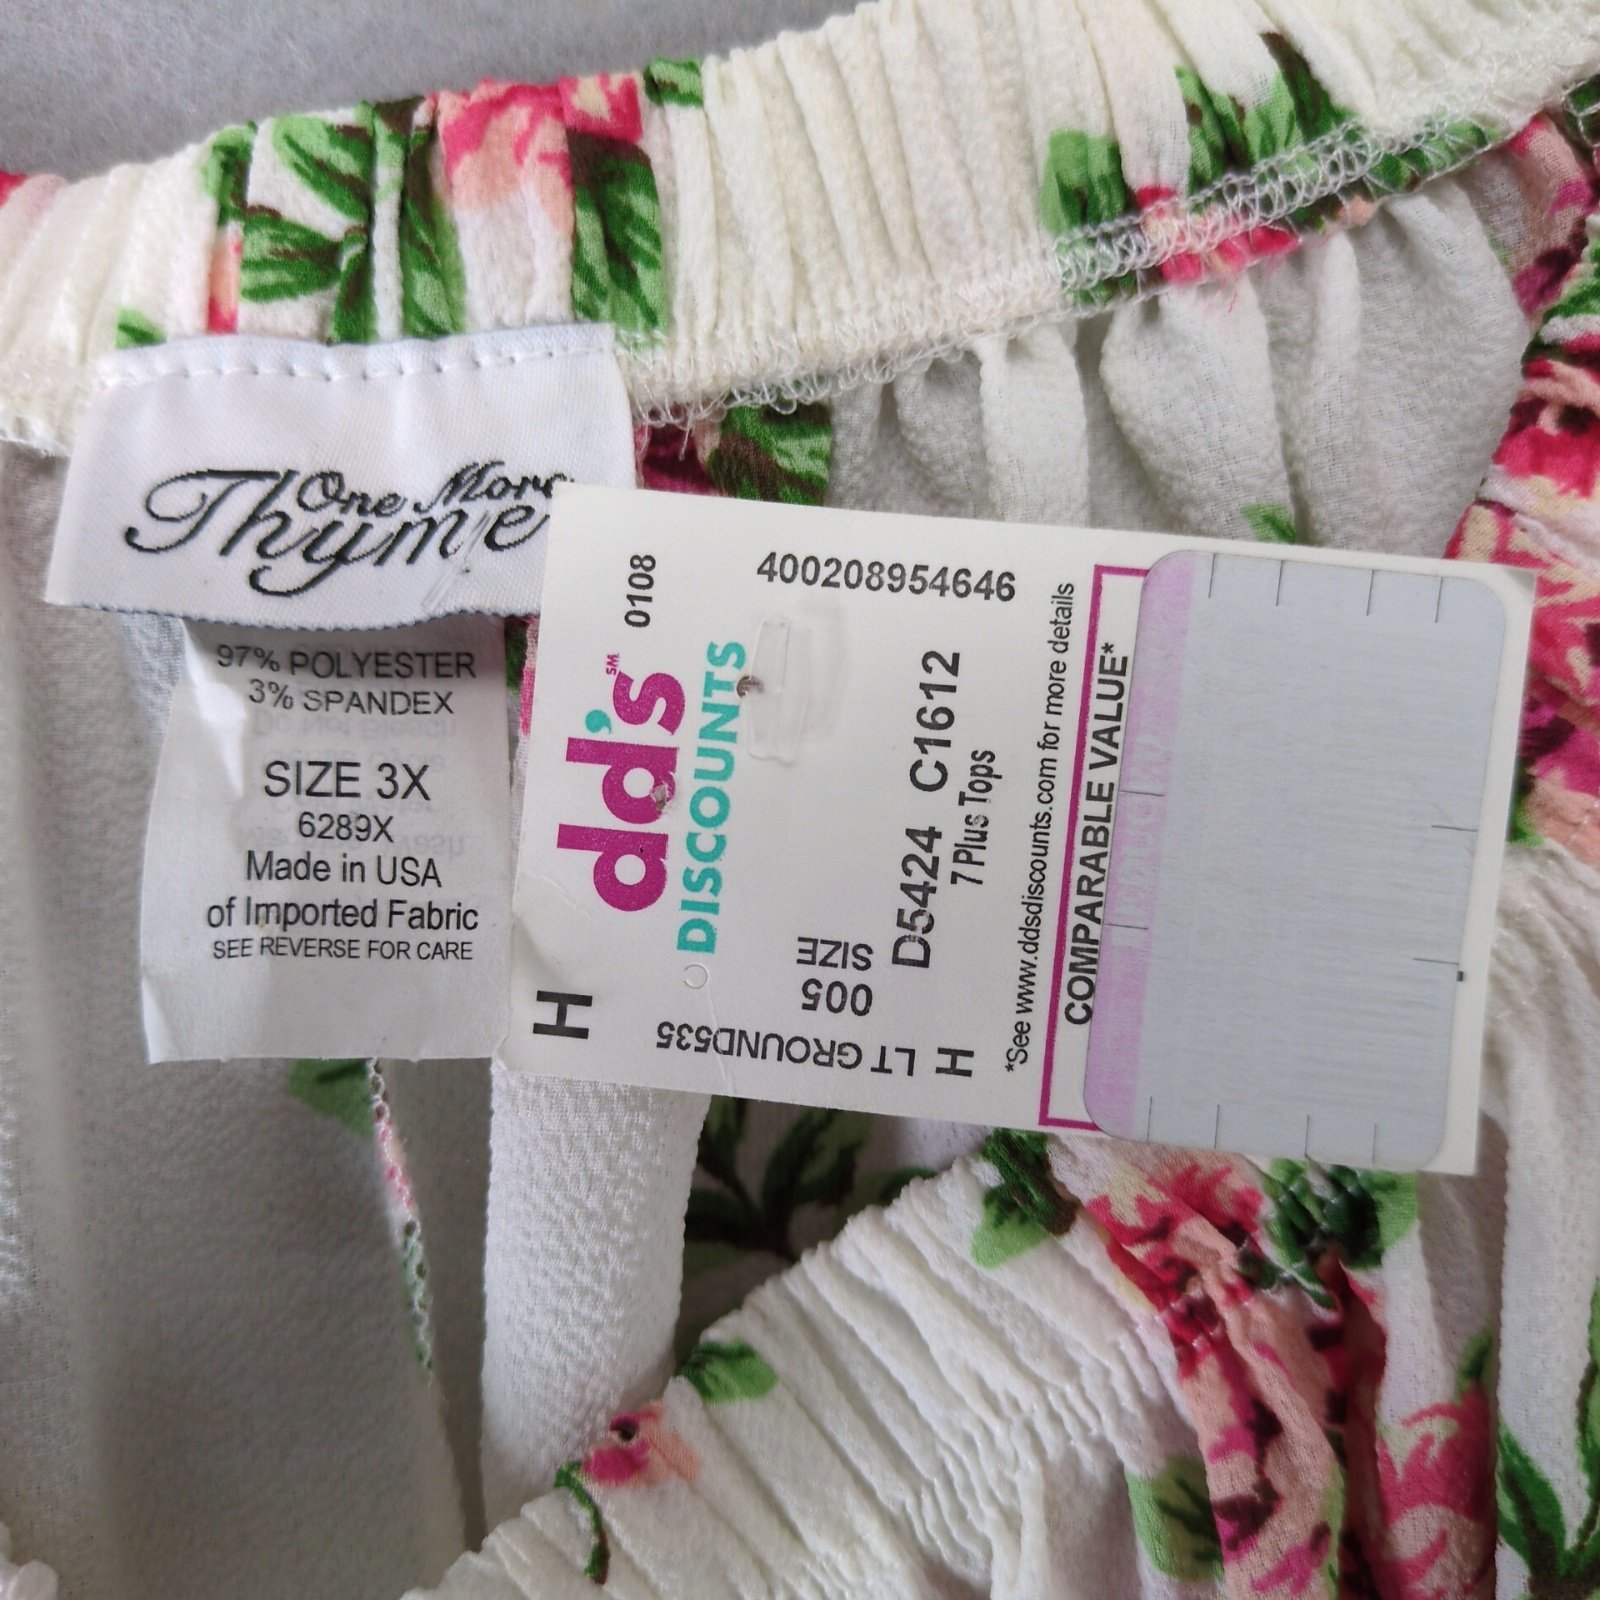 One More
Thyme
97% POLYESTER
3% SPANDEX
SIZE 3X
6289X
Made in USA
of Imported Fabric
SEE REVERSE FOR CARE
dd's SM
DISCOUNTS
0108
400208954646
D5424 C1612
7 Plus Tops
SIZE
005
H LT GROUND535
H
*See www.ddsdiscounts.com for more details
COMPARABLE VALUE*